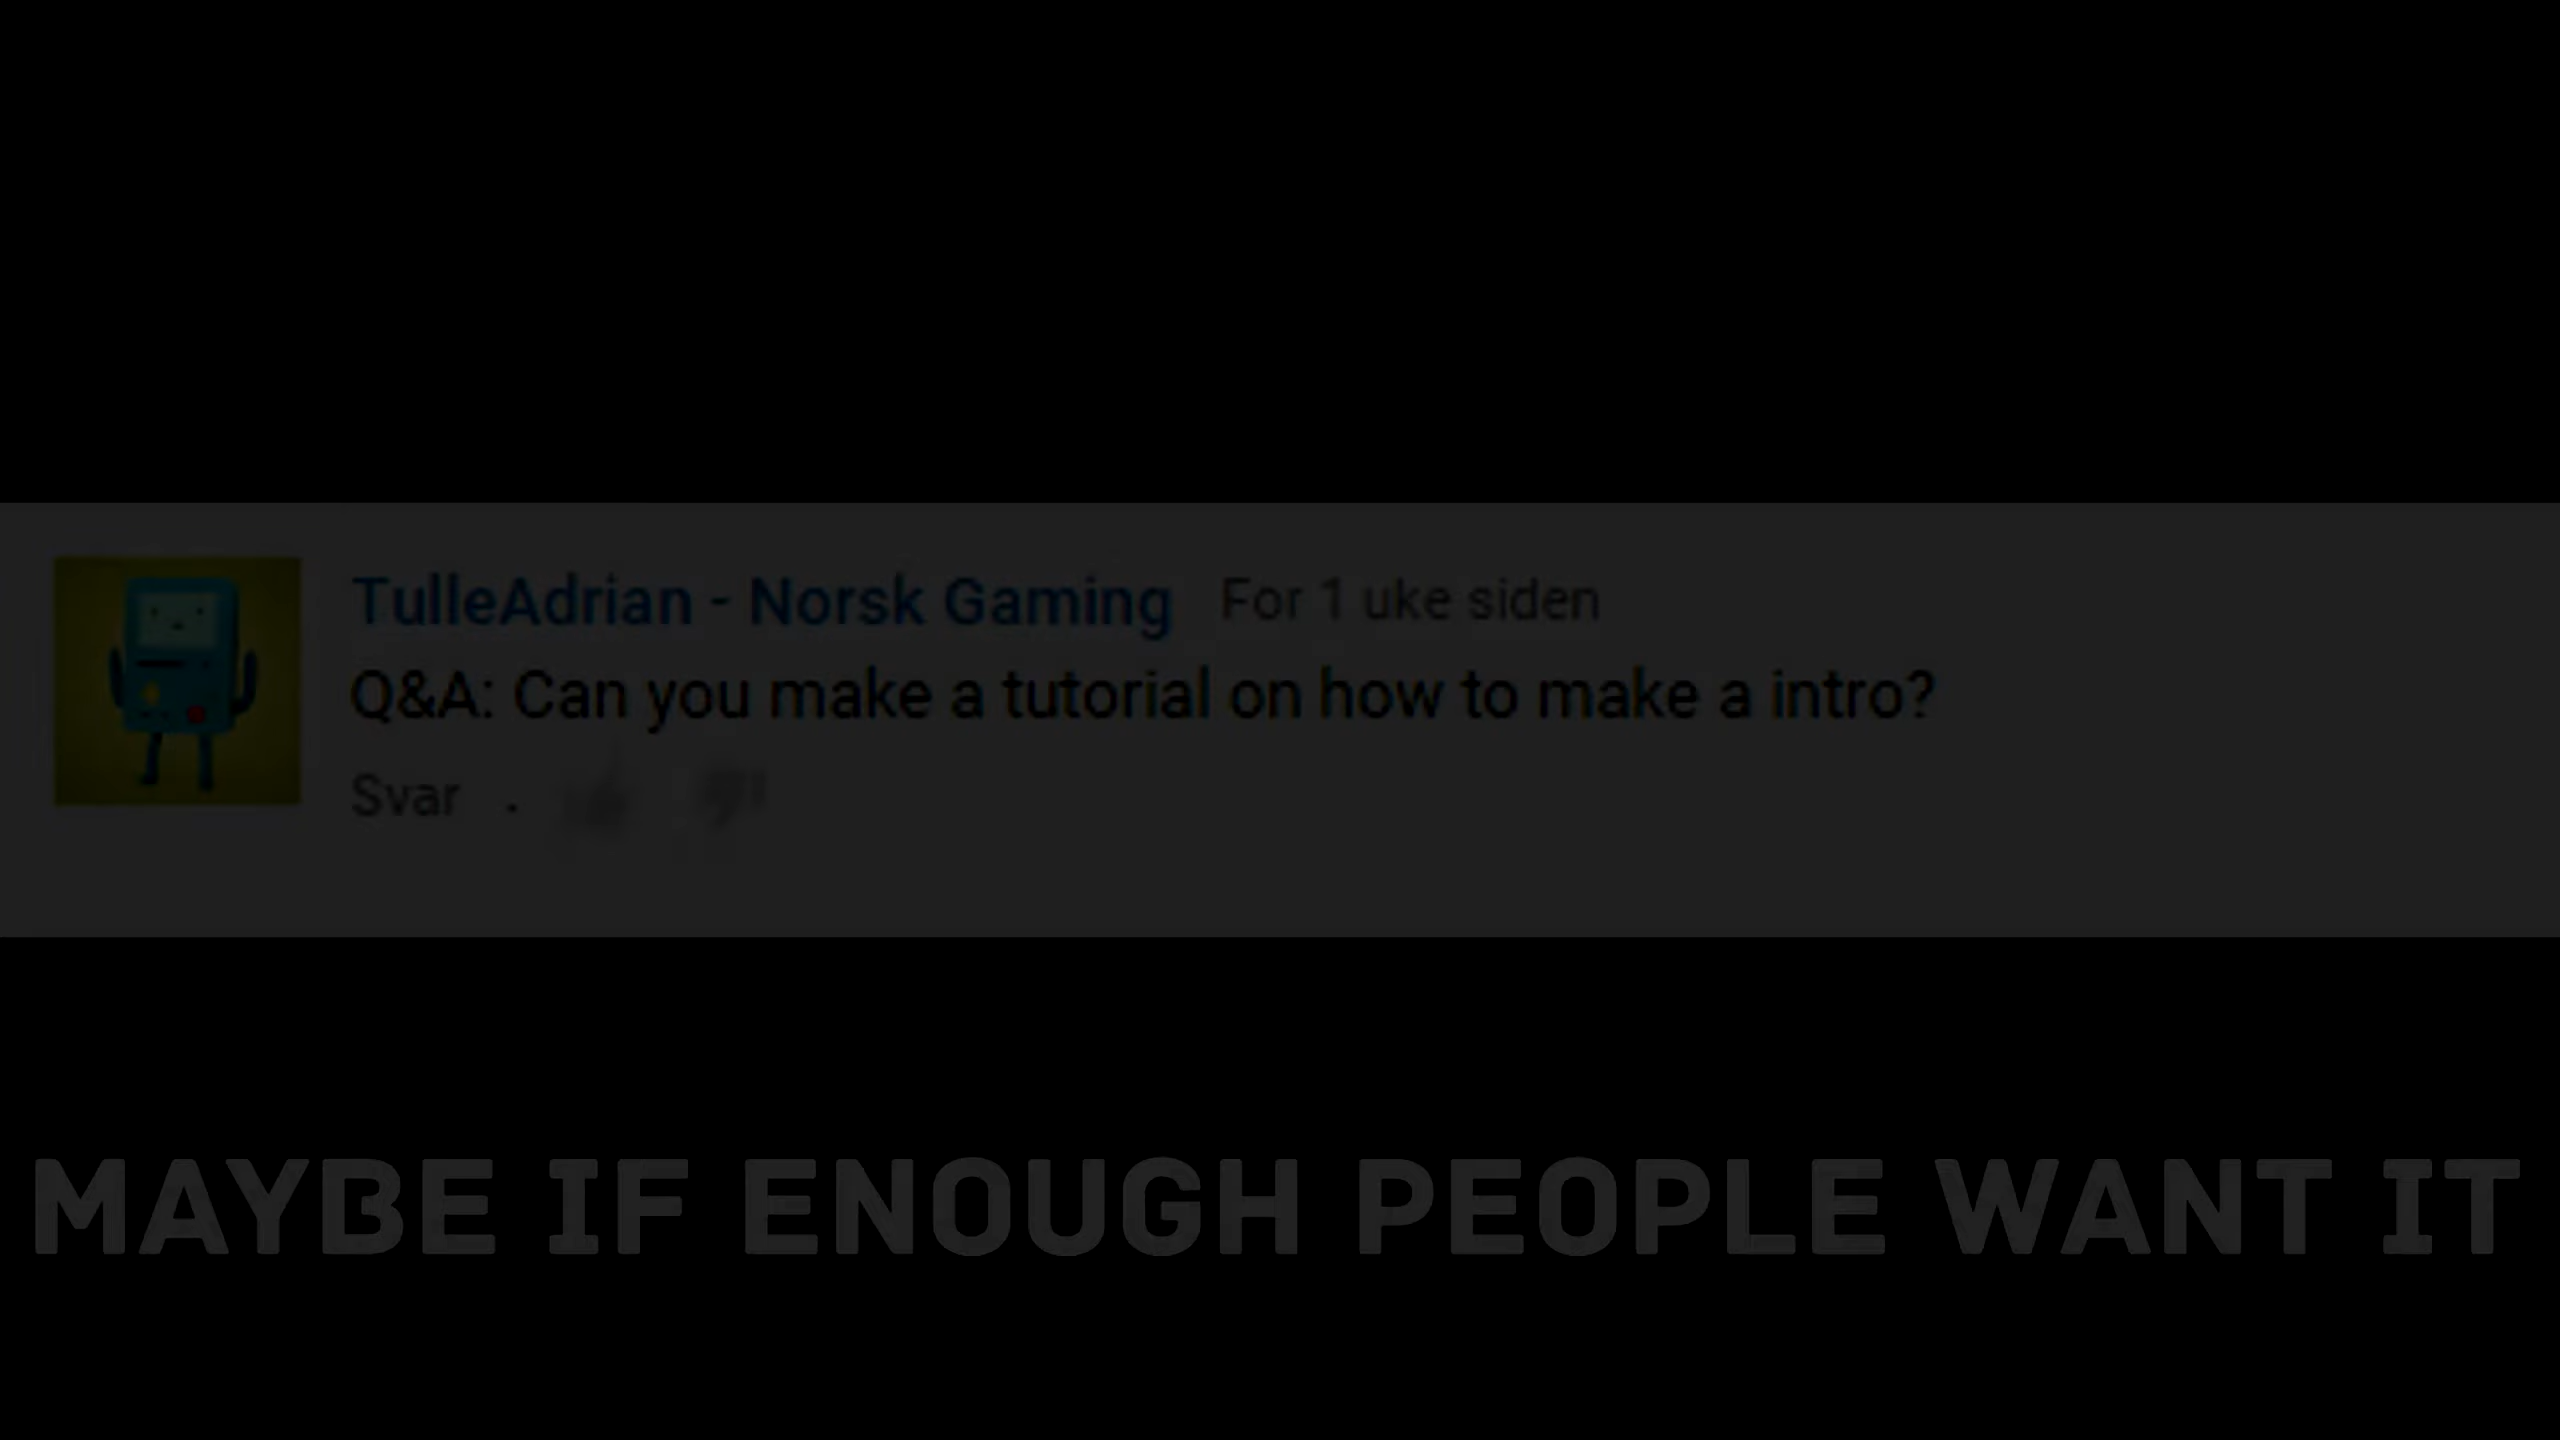 TulleAdrian - Norsk Gaming For 1 uke siden
Q&A: Can you make a tutorial on how to make a intro?
Svar .
MAYBE IF ENOUGH PEOPLE WANT IT